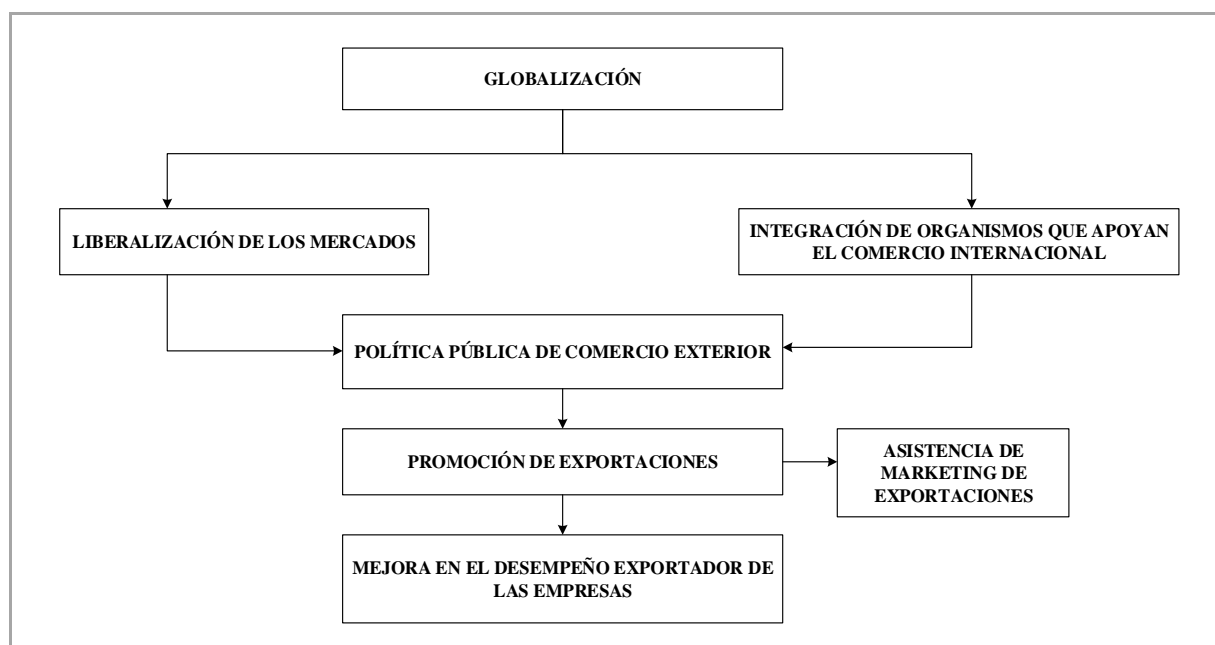 GLOBALIZACIÓN
LIBERALIZACIÓN DE LOS MERCADOS
INTEGRACIÓN DE ORGANISMOS QUE APOYAN
EL COMERCIO INTERNACIONAL
POLÍTICA PÚBLICA DE COMERCIO EXTERIOR
PROMOCIÓN DE EXPORTACIONES
ASISTENCIA DE
MARKETING DE
EXPORTACIONES
MEJORA EN EL DESEMPEÑO EXPORTADOR DE
LAS EMPRESAS